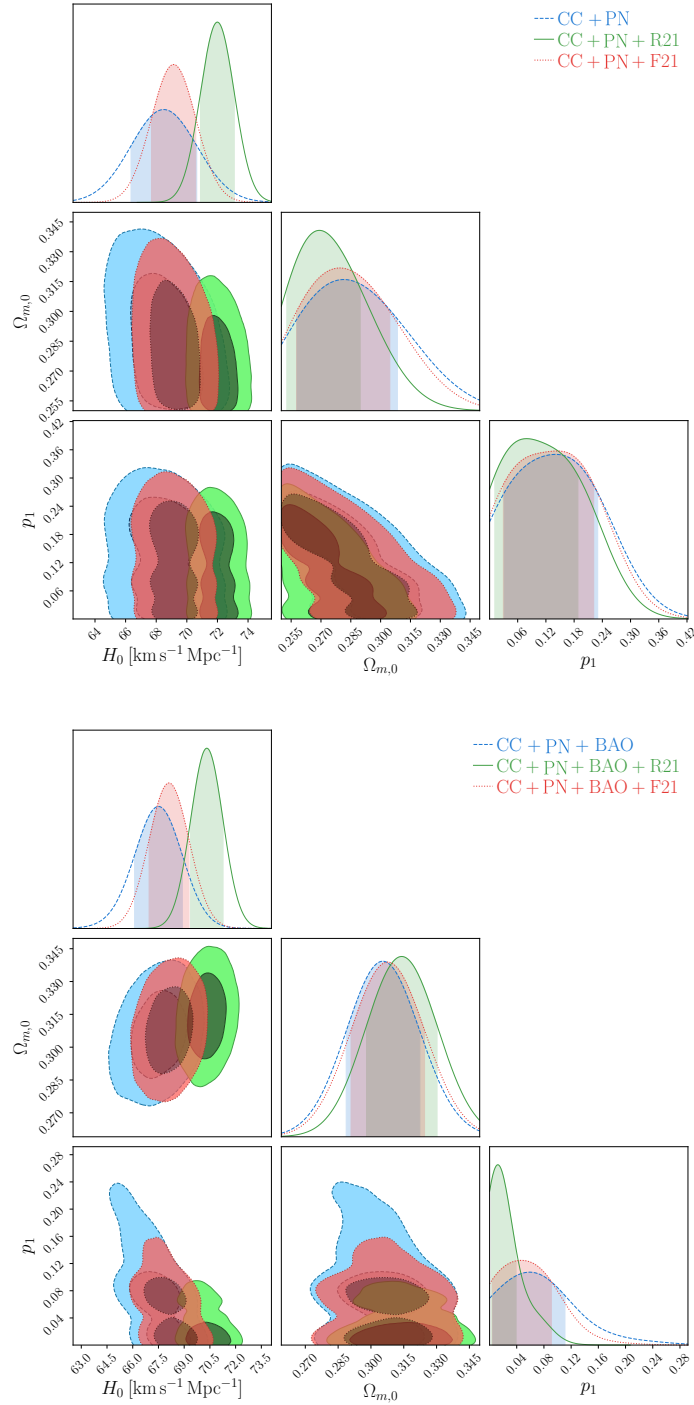 CC + PN
CC + PN + R21
CC + PN + F21
0.345
0.330
0.315
0.300
0.285
0.270
0.255
Ω_{m,0}
0.42
0.36
0.30
0.24
0.18
0.12
0.06
p_1
64 66 68 70 72 74
H_0 [km s^{−1} Mpc^{−1}]
0.255 0.270 0.285 0.300 0.315 0.330 0.345
Ω_{m,0}
0.06 0.12 0.18 0.24 0.30 0.36 0.42
p_1
CC + PN + BAO
CC + PN + BAO + R21
CC + PN + BAO + F21
0.345
0.330
0.315
0.300
0.285
0.270
Ω_{m,0}
0.28
0.24
0.20
0.16
0.12
0.08
0.04
p_1
63.0 64.5 66.0 67.5 69.0 70.5 72.0 73.5
H_0 [km s^{−1} Mpc^{−1}]
0.270 0.285 0.300 0.315 0.330 0.345
Ω_{m,0}
0.04 0.08 0.12 0.16 0.20 0.24 0.28
p_1